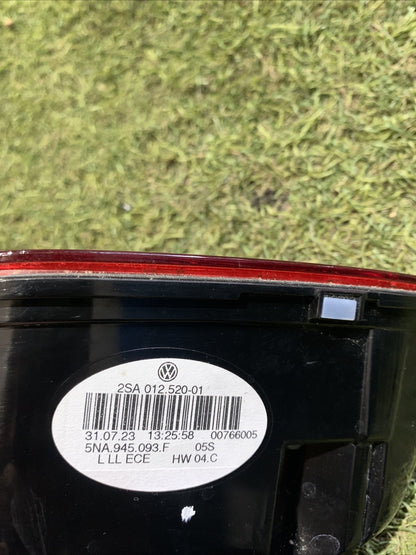 2SA 012.520-01
31.07.23 13:25:58 00766005
5NA.945.093.F 05S
L LL ECE HW 04.C